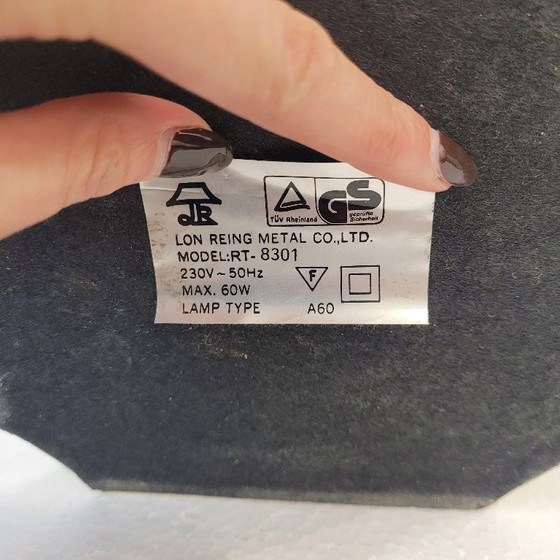 JR
TÜV Rheinland
GS
geprüfte
Sicherheit
LON REING METAL CO.,LTD.
MODEL:RT-8301
230V~50Hz
F
MAX. 60W
LAMP TYPE A60